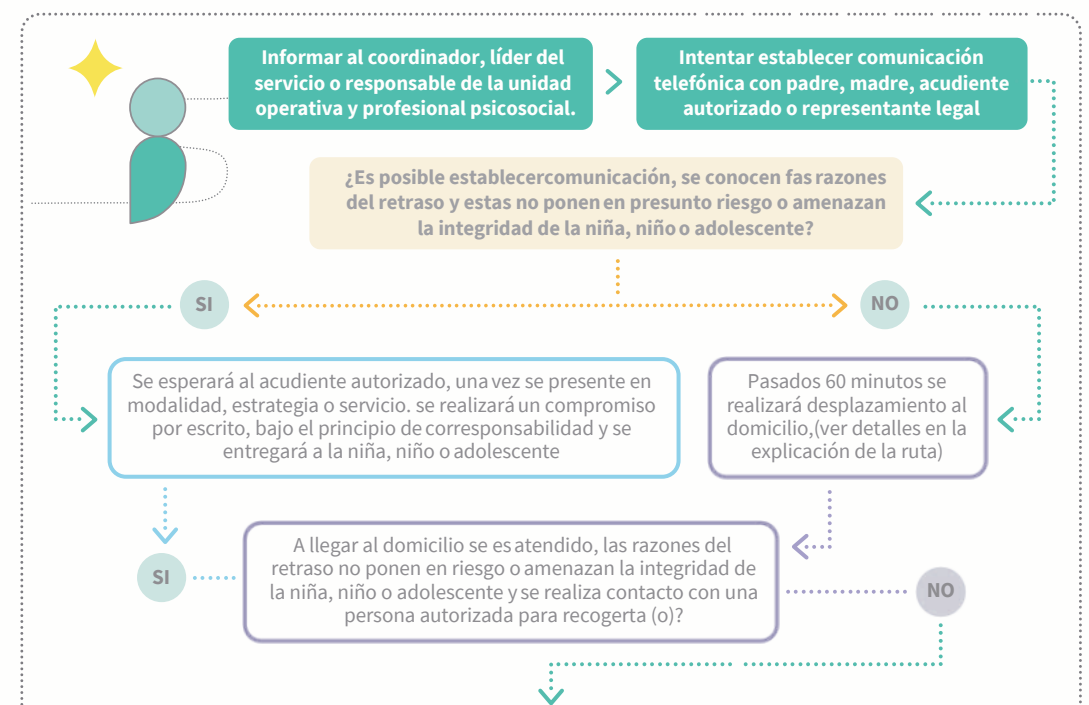 Informar al coordinador, líder del
servicio o responsable de la unidad
operativa y profesional psicosocial.
Intentar establecer comunicación
telefónica con padre, madre, acudiente
autorizado o representante legal
¿Es posible establecercomunicación, se conocen fas razones
del retraso y estas no ponen en presunto riesgo o amenazan
la integridad de la niña, niño o adolescente?
SI
NO
Se esperará al acudiente autorizado, una vez se presente en
modalidad, estrategia o servicio. se realizará un compromiso
por escrito, bajo el principio de corresponsabilidad y se
entregará a la niña, niño o adolescente
Pasados 60 minutos se
realizará desplazamiento al
domicilio,(ver detalles en la
explicación de la ruta)
A llegar al domicilio se es atendido, las razones del
retraso no ponen en riesgo o amenazan la integridad de
la niña, niño o adolescente y se realiza contacto con una
persona autorizada para recogerta (o)?
SI
NO